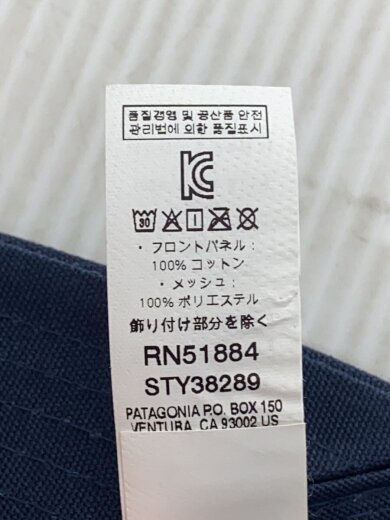 품질경영 및 공산품 안전
관리법에 의한 품질표시
KC
30
・フロントパネル：
100% コットン
・メッシュ：
100% ポリエステル
飾り付け部分を除く
RN51884
STY38289
PATAGONIA P.O. BOX 150
VENTURA, CA 93002 US